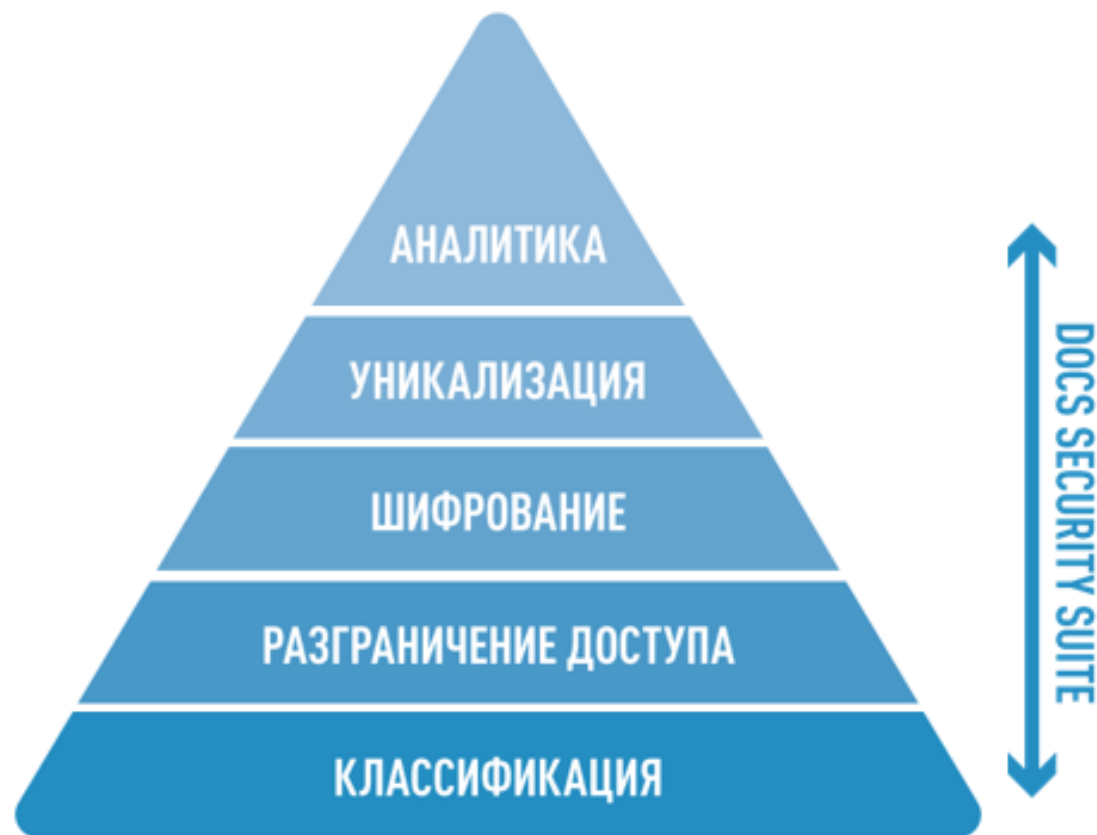 АНАЛИТИКА
УНИКАЛИЗАЦИЯ
ШИФРОВАНИЕ
РАЗГРАНИЧЕНИЕ ДОСТУПА
КЛАССИФИКАЦИЯ
DOCS SECURITY SUITE